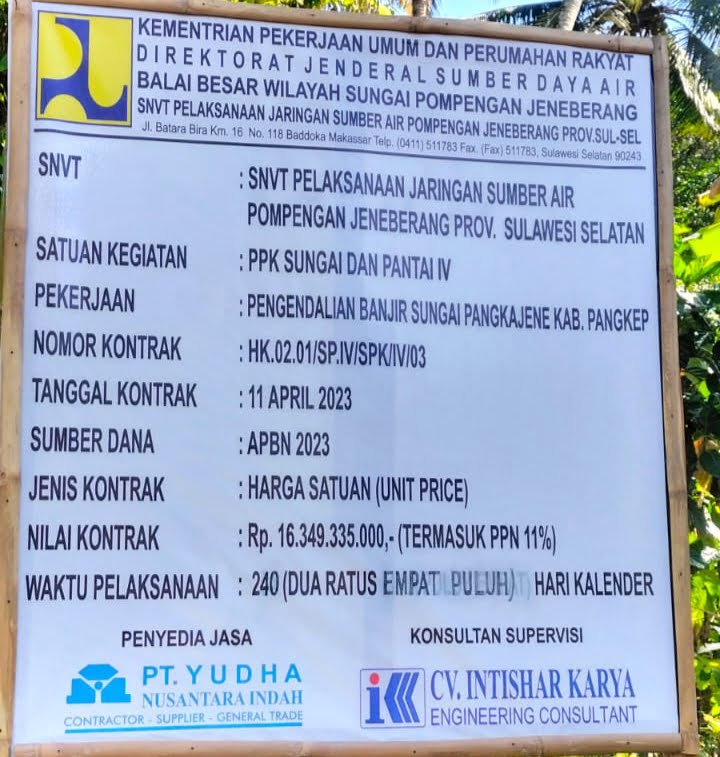 KEMENTRIAN PEKERJAAN UMUM DAN PERUMAHAN RAKYAT
DIREKTORAT JENDERAL SUMBER DAYA AIR
BALAI BESAR WILAYAH SUNGAI POMPENGAN JENEBERANG
SNVT PELAKSANAAN JARINGAN SUMBER AIR POMPENGAN JENEBERANG PROV.SUL-SEL
Jl. Batara Bira Km. 16 No. 118 Baddoka Makassar Telp. (0411) 511783 Fax. (Fax) 511783, Sulawesi Selatan 90243
SNVT : SNVT PELAKSANAAN JARINGAN SUMBER AIR
POMPENGAN JENEBERANG PROV. SULAWESI SELATAN
SATUAN KEGIATAN : PPK SUNGAI DAN PANTAI IV
PEKERJAAN : PENGENDALIAN BANJIR SUNGAI PANGKAJENE KAB. PANGKEP
NOMOR KONTRAK : HK.02.01/SP.IV/SPK/IV/03
TANGGAL KONTRAK : 11 APRIL 2023
SUMBER DANA : APBN 2023
JENIS KONTRAK : HARGA SATUAN (UNIT PRICE)
NILAI KONTRAK : Rp. 16.349.335.000,- (TERMASUK PPN 11%)
WAKTU PELAKSANAAN : 240 (DUA RATUS EMPAT PULUH) HARI KALENDER
PENYEDIA JASA
PT. YUDHA
NUSANTARA INDAH
CONTRACTOR - SUPPLIER - GENERAL TRADE
KONSULTAN SUPERVISI
iK CV. INTISHAR KARYA
ENGINEERING CONSULTANT